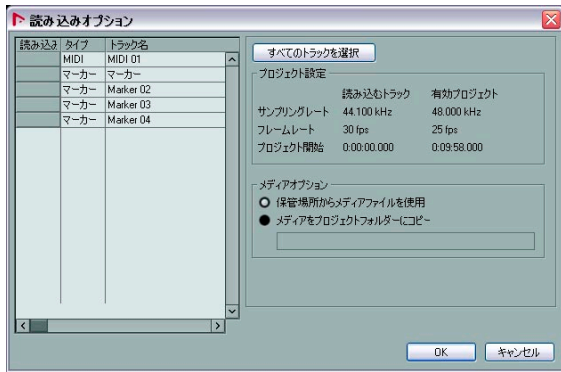 読み込みオプション
読み込み タイプ トラック名
MIDI MIDI 01
マーカー マーカー
マーカー Marker 02
マーカー Marker 03
マーカー Marker 04
すべてのトラックを選択
プロジェクト設定
読み込むトラック 有効プロジェクト
サンプリングレート 44.100 kHz 48.000 kHz
フレームレート 30 fps 25 fps
プロジェクト開始 0:00:00.000 0:09:58.000
メディアオプション
保管場所からメディアファイルを使用
メディアをプロジェクトフォルダーにコピー
OK キャンセル